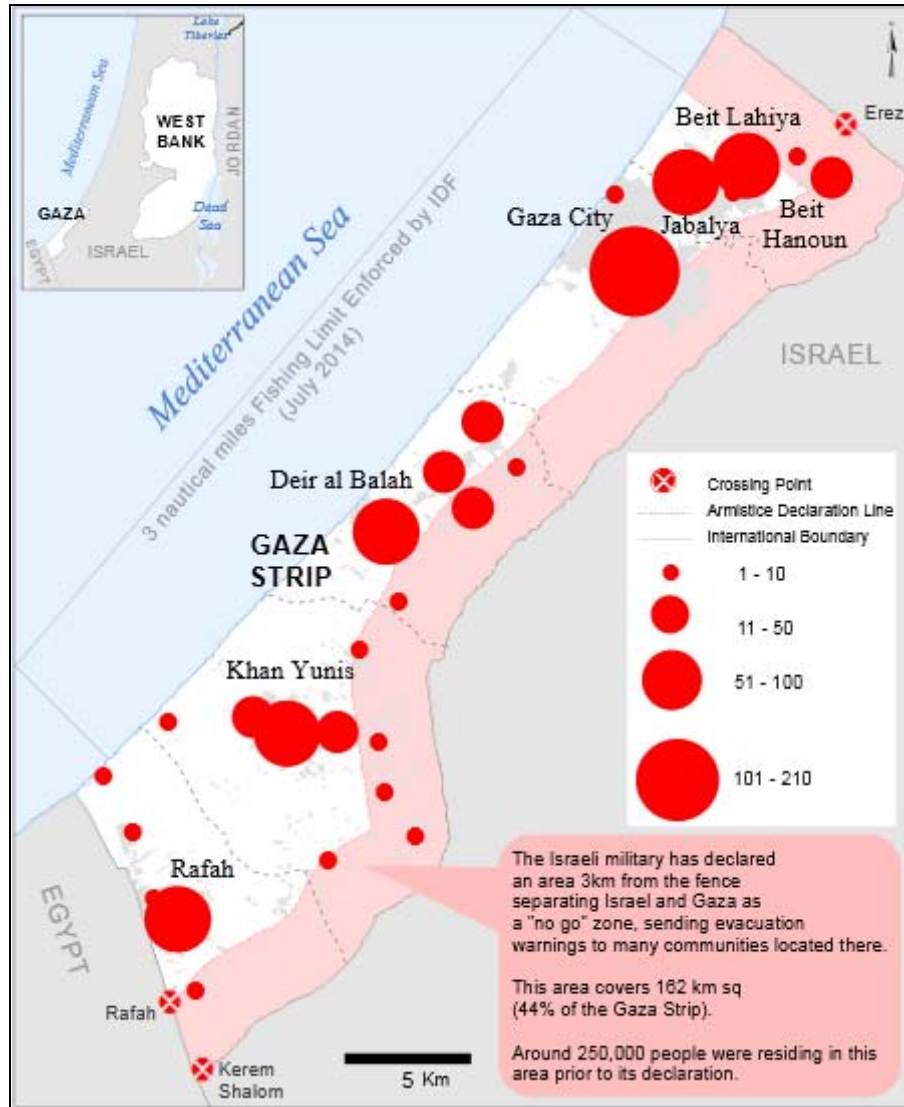 Lake
Tiberias
Mediterranean Sea
WEST
BANK
JORDAN
Dead
Sea
GAZA
ISRAEL
EGYPT
Erez
Beit Lahiya
Gaza City
Jabalya
Beit
Hanoun
ISRAEL
Mediterranean Sea
3 nautical miles Fishing Limit Enforced by IDF
(July 2014)
Deir al Balah
GAZA
STRIP
Khan Yunis
Rafah
EGYPT
Rafah
Kerem
Shalom
5 Km
Crossing Point
Armistice Declaration Line
International Boundary
1 - 10
11 - 50
51 - 100
101 - 210
The Israeli military has declared
an area 3km from the fence
separating Israel and Gaza as
a "no go" zone, sending evacuation
warnings to many communities located there.
This area covers 162 km sq
(44% of the Gaza Strip).
Around 250,000 people were residing in this
area prior to its declaration.